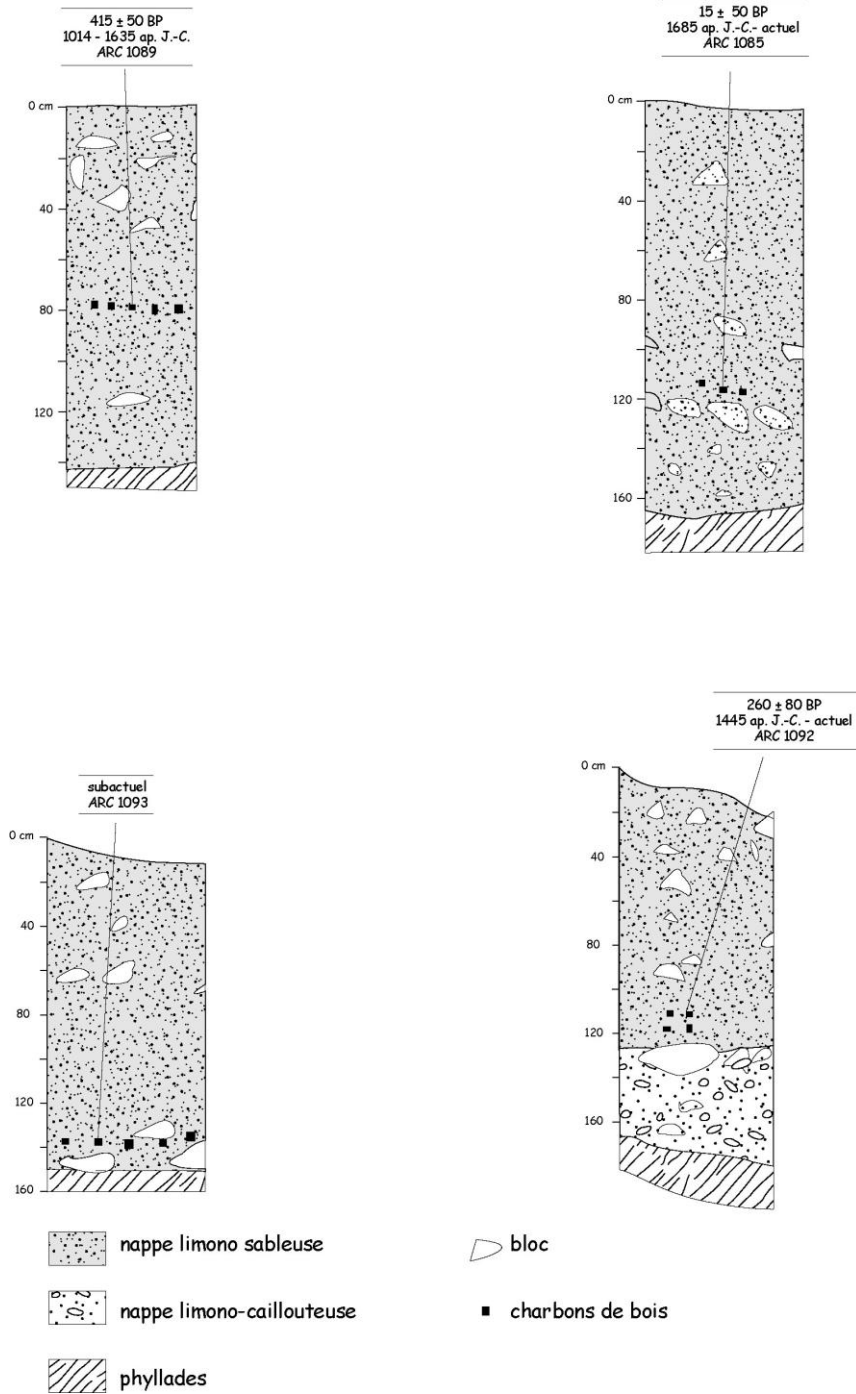 415 ± 50 BP
1014 - 1635 ap. J.-C.
ARC 1089
0 cm
40
80
120
15 ± 50 BP
1685 ap. J.-C.- actuel
ARC 1085
0 cm
40
80
120
160
subactuel
ARC 1093
0 cm
40
80
120
160
260 ± 80 BP
1445 ap. J.-C. - actuel
ARC 1092
0 cm
40
80
120
160
nappe limono sableuse
bloc
nappe limono-caillouteuse
charbons de bois
phyllades